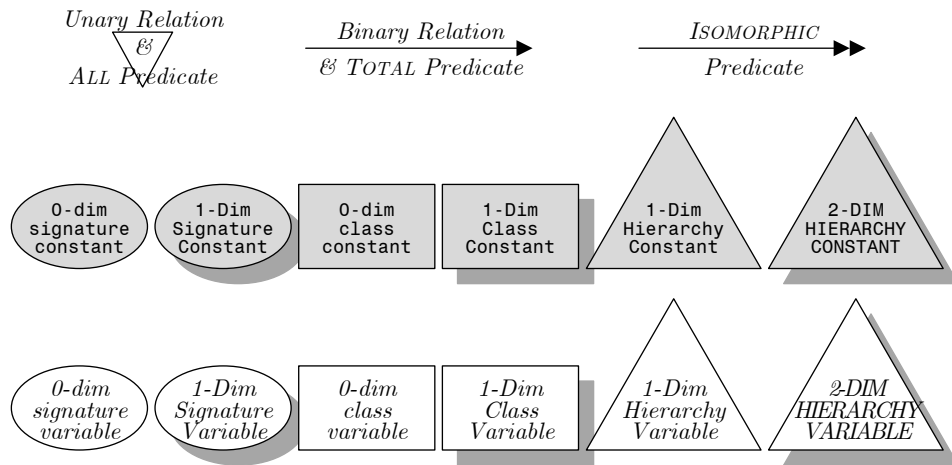 Unary Relation
&
ALL Predicate
Binary Relation
& TOTAL Predicate
ISOMORPHIC
Predicate
0-dim
signature
constant
1-Dim
Signature
Constant
0-dim
class
constant
1-Dim
Class
Constant
1-Dim
Hierarchy
Constant
2-DIM
HIERARCHY
CONSTANT
0-dim
signature
variable
1-Dim
Signature
Variable
0-dim
class
variable
1-Dim
Class
Variable
1-Dim
Hierarchy
Variable
2-DIM
HIERARCHY
VARIABLE